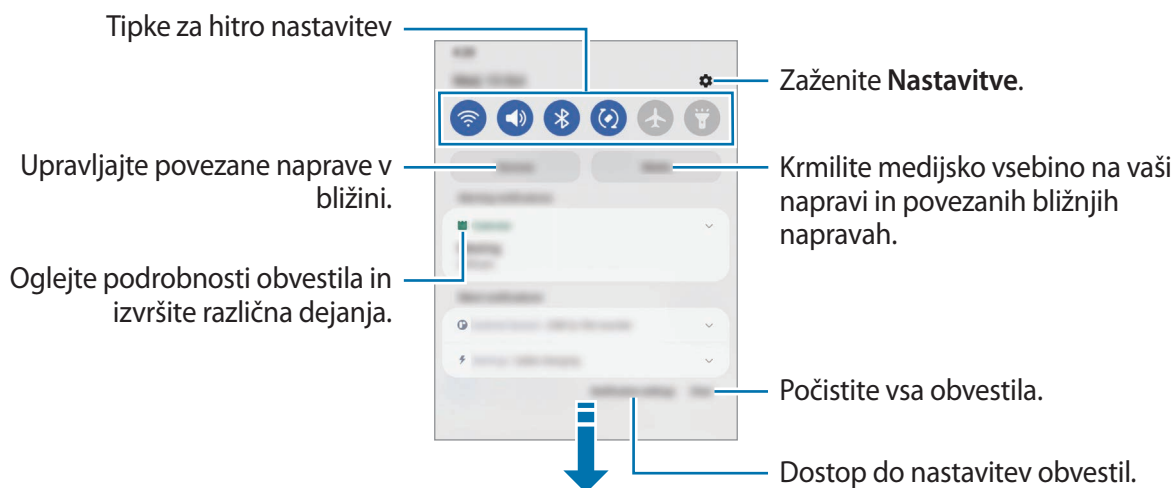 Tipke za hitro nastavitev
Zaženite Nastavitve.
Upravljajte povezane naprave v
bližini.
Krmilite medijsko vsebino na vaši
napravi in povezanih bližnjih
napravah.
Oglejte podrobnosti obvestila in
izvršite različna dejanja.
Počistite vsa obvestila.
Dostop do nastavitev obvestil.